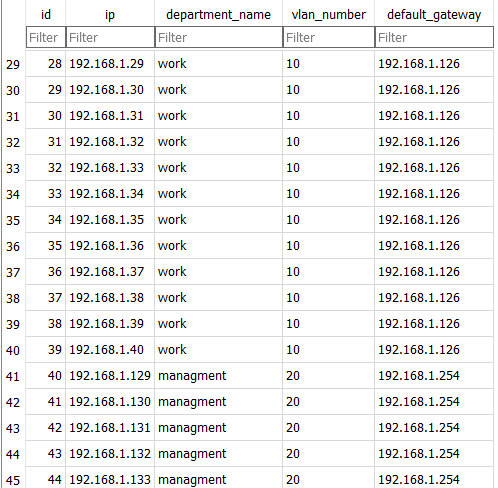 id ip department_name vlan_number default_gateway
Filter Filter Filter Filter Filter
29 28 192.168.1.29 work 10 192.168.1.126
30 29 192.168.1.30 work 10 192.168.1.126
31 30 192.168.1.31 work 10 192.168.1.126
32 31 192.168.1.32 work 10 192.168.1.126
33 32 192.168.1.33 work 10 192.168.1.126
34 33 192.168.1.34 work 10 192.168.1.126
35 34 192.168.1.35 work 10 192.168.1.126
36 35 192.168.1.36 work 10 192.168.1.126
37 36 192.168.1.37 work 10 192.168.1.126
38 37 192.168.1.38 work 10 192.168.1.126
39 38 192.168.1.39 work 10 192.168.1.126
40 39 192.168.1.40 work 10 192.168.1.126
41 40 192.168.1.129 managment 20 192.168.1.254
42 41 192.168.1.130 managment 20 192.168.1.254
43 42 192.168.1.131 managment 20 192.168.1.254
44 43 192.168.1.132 managment 20 192.168.1.254
45 44 192.168.1.133 managment 20 192.168.1.254